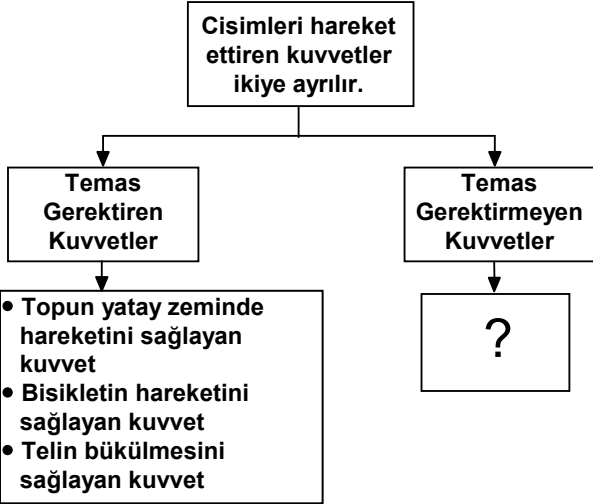 Cisimleri hareket
ettiren kuvvetler
ikiye ayrılır.
Temas
Gerektiren
Kuvvetler
Temas
Gerektirmeyen
Kuvvetler
• Topun yatay zeminde
hareketini sağlayan
kuvvet
• Bisikletin hareketini
sağlayan kuvvet
• Telin bükülmesini
sağlayan kuvvet
?